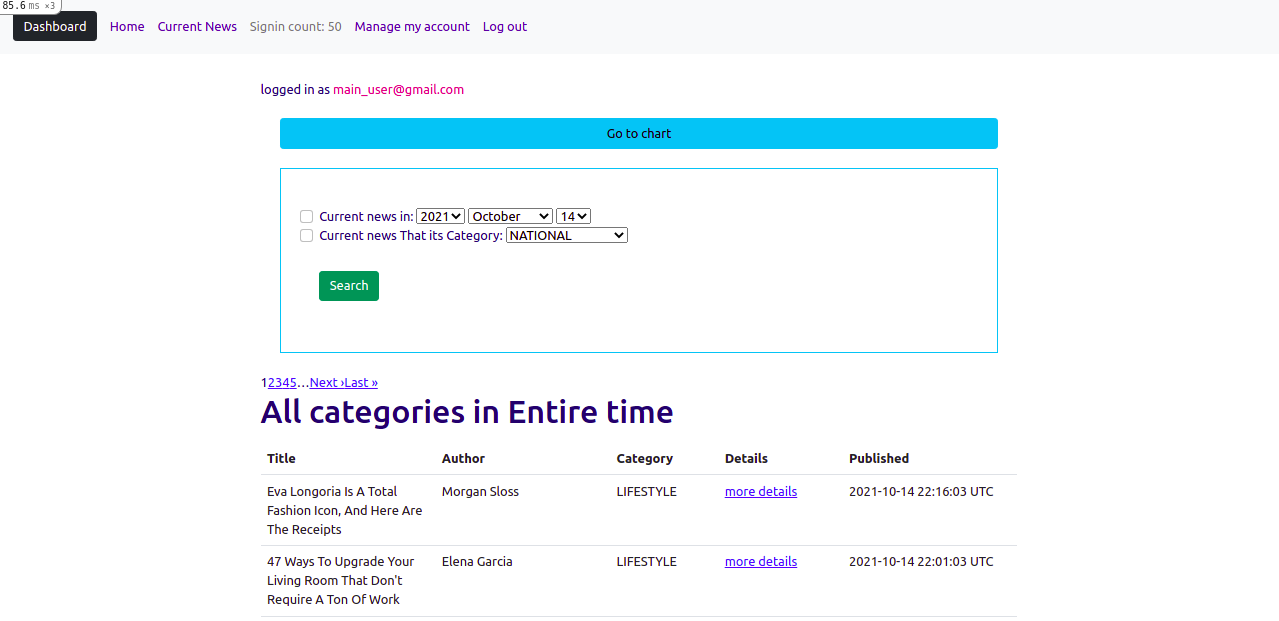 85.6 ms ×3
Dashboard Home Current News Signin count: 50 Manage my account Log out
logged in as main_user@gmail.com
Go to chart
Current news in: 2021 October 14
Current news That its Category: NATIONAL
Search
12345…Next ›Last »
All categories in Entire time
Title Author Category Details Published
Eva Longoria Is A Total Morgan Sloss LIFESTYLE more details 2021-10-14 22:16:03 UTC
Fashion Icon, And Here Are
The Receipts
47 Ways To Upgrade Your Elena Garcia LIFESTYLE more details 2021-10-14 22:01:03 UTC
Living Room That Don't
Require A Ton Of Work